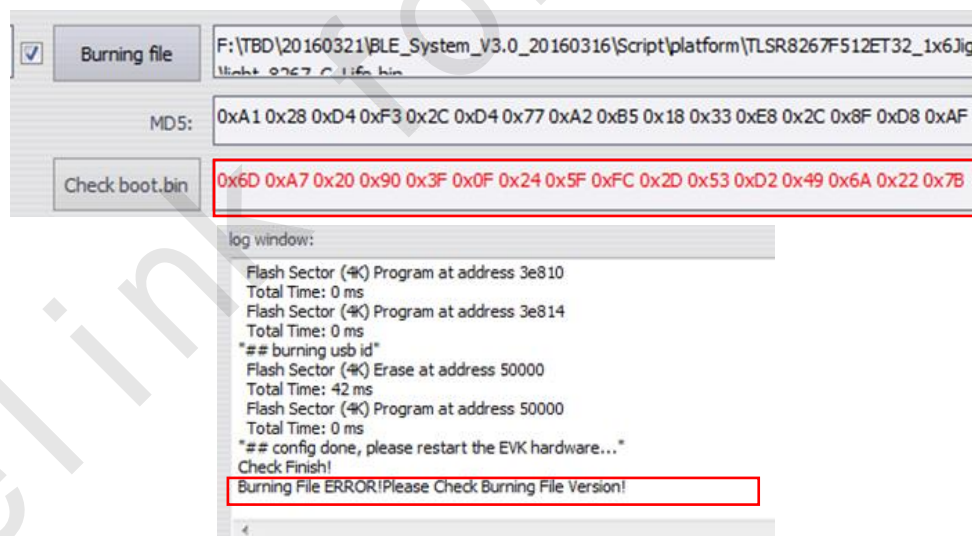 Burning file
F:\TBD\20160321\BLE_System_V3.0_20160316\Script\platform\TLSR8267F512ET32_1x6Jig
\light_8267_C_Life.bin
MD5:
0xA1 0x28 0xD4 0xF3 0x2C 0xD4 0x77 0xA2 0xB5 0x18 0x33 0xE8 0x2C 0x8F 0xD8 0xAF
Check boot.bin
0x6D 0xA7 0x20 0x90 0x3F 0x0F 0x24 0x5F 0xFC 0x2D 0x53 0xD2 0x49 0x6A 0x22 0x7B
log window:
Flash Sector (4K) Program at address 3e810
Total Time: 0 ms
Flash Sector (4K) Program at address 3e814
Total Time: 0 ms
"## burning usb id"
Flash Sector (4K) Erase at address 50000
Total Time: 42 ms
Flash Sector (4K) Program at address 50000
Total Time: 0 ms
"## config done, please restart the EVK hardware..."
Check Finish!
Burning File ERROR!Please Check Burning File Version!